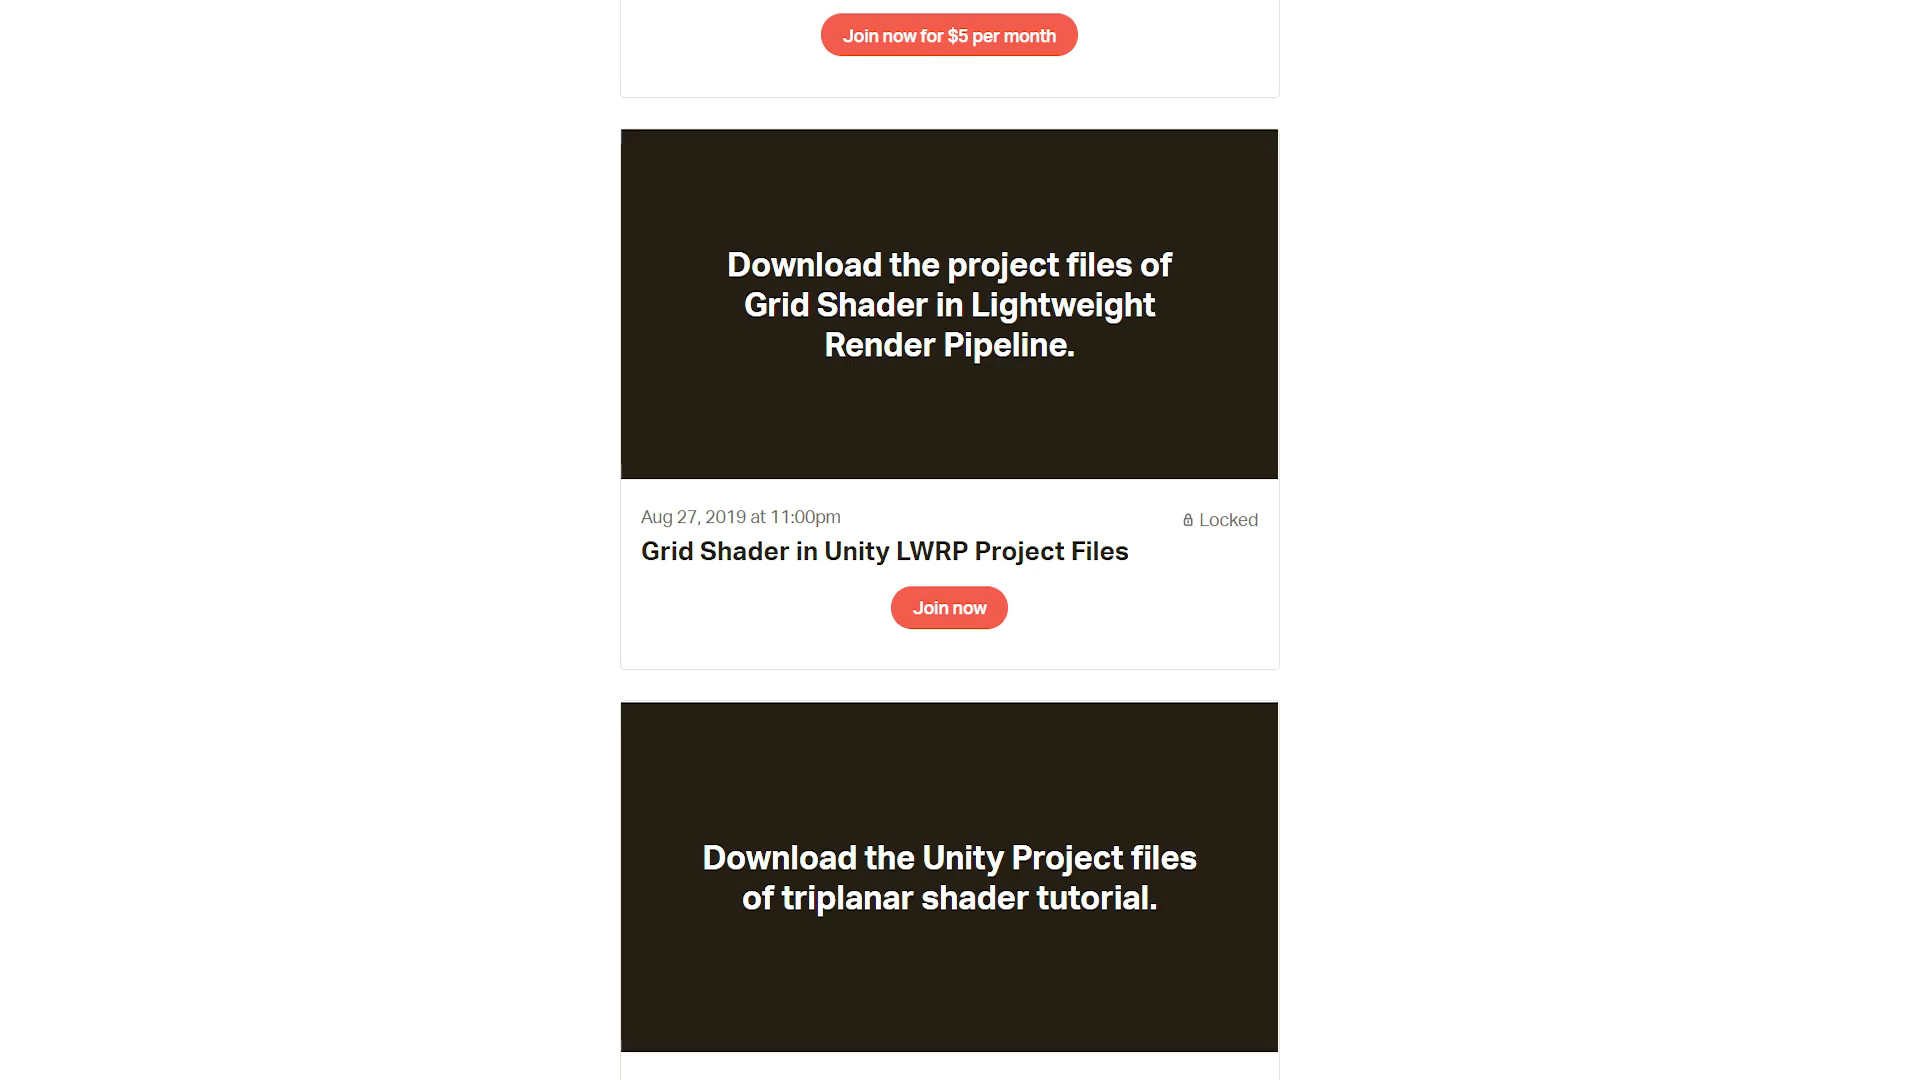 Join now for $5 per month
Download the project files of
Grid Shader in Lightweight
Render Pipeline.
Aug 27, 2019 at 11:00pm
Locked
Grid Shader in Unity LWRP Project Files
Join now
Download the Unity Project files
of triplanar shader tutorial.